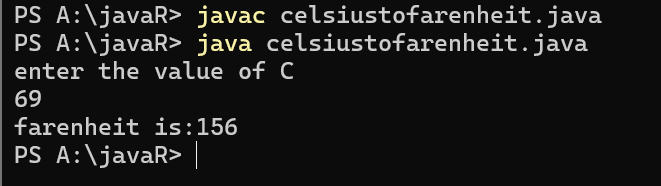 PS A:\javaR> javac celsiustofarenheit.java
PS A:\javaR> java celsiustofarenheit.java
enter the value of C
69
farenheit is:156
PS A:\javaR>